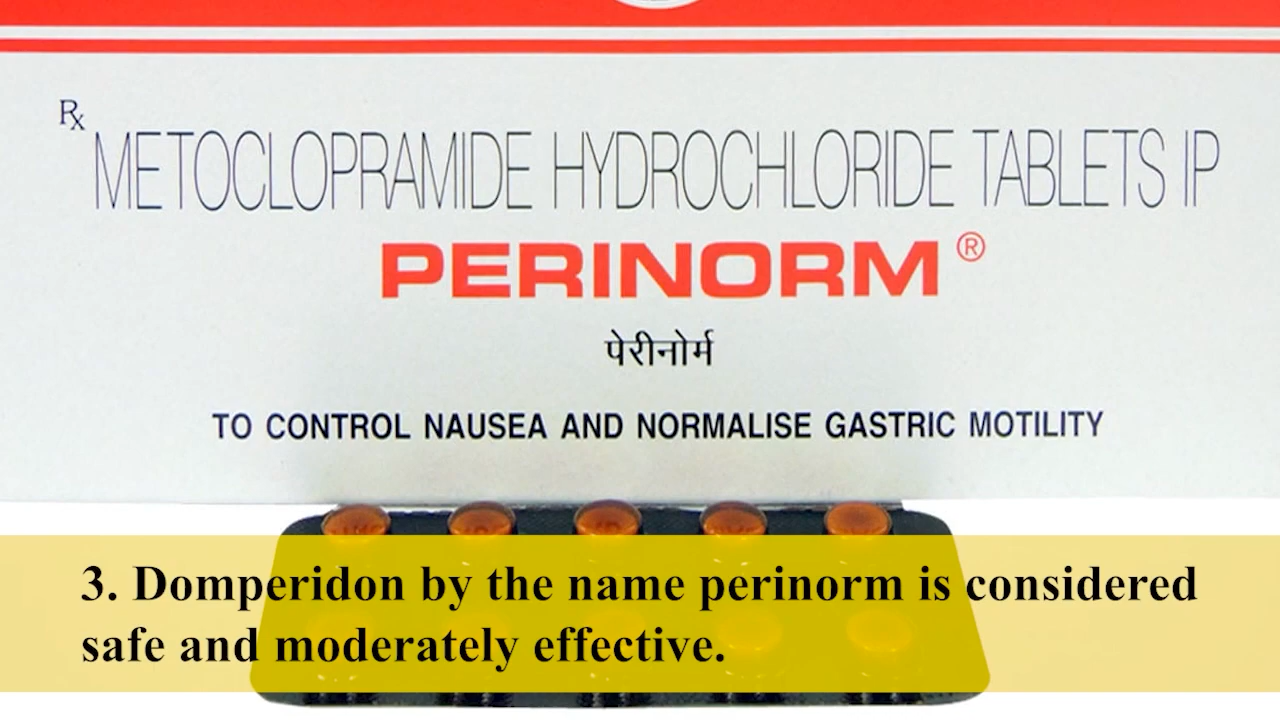 Rx
METOCLOPRAMIDE HYDROCHLORIDE TABLETS IP
PERINORM ®
पेरीनोर्म
TO CONTROL NAUSEA AND NORMALISE GASTRIC MOTILITY
3. Domperidon by the name perinorm is considered
safe and moderately effective.